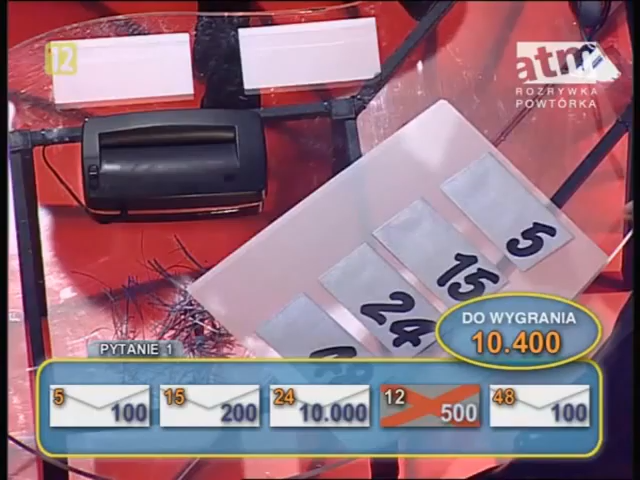 12
atm
ROZRYWKA
POWTÓRKA
5
15
24
48
DO WYGRANIA
10.400
PYTANIE 1
5 100
15 200
24 10.000
12 500
48 100